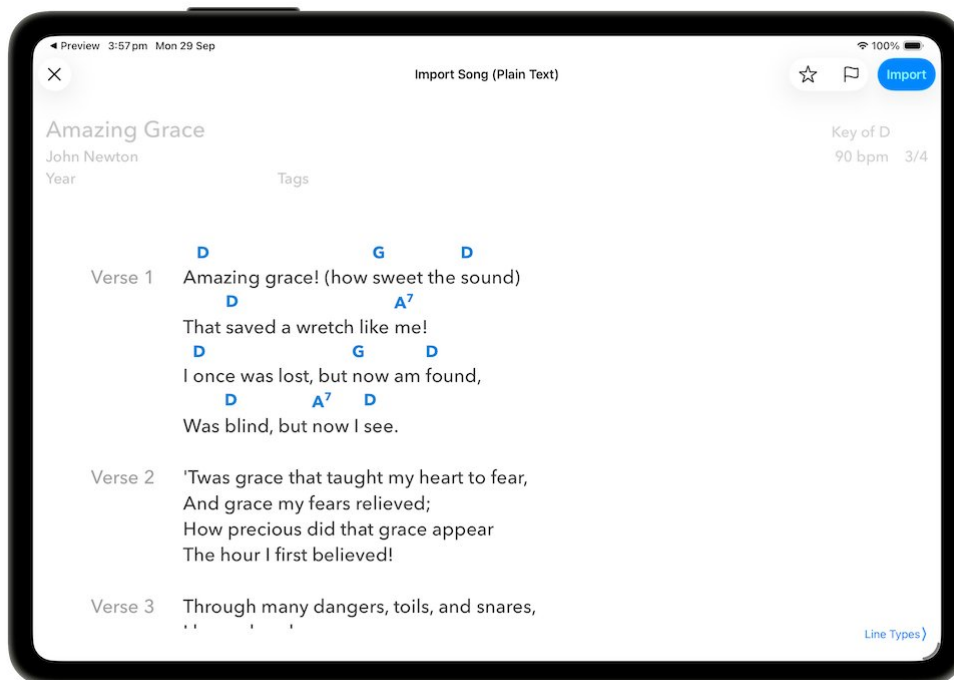 ◀ Preview 3:57 pm Mon 29 Sep 100%
Import Song (Plain Text)
Import
Amazing Grace
Key of D
John Newton
90 bpm 3/4
Year Tags
D G D
Verse 1 Amazing grace! (how sweet the sound)
D A7
That saved a wretch like me!
D G D
I once was lost, but now am found,
D A7 D
Was blind, but now I see.
Verse 2 'Twas grace that taught my heart to fear,
And grace my fears relieved;
How precious did that grace appear
The hour I first believed!
Verse 3 Through many dangers, toils, and snares,
Line Types ⟩